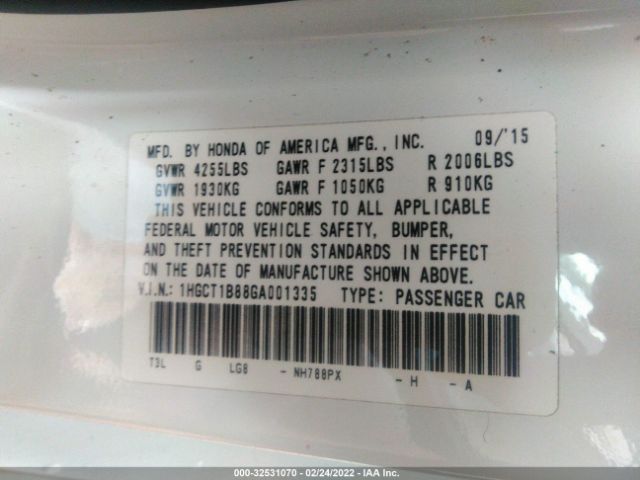 MFD. BY HONDA OF AMERICA MFG., INC. 09/'15
GVWR 4255LBS GAWR F 2315LBS R 2006LBS
GVWR 1930KG GAWR F 1050KG R 910KG
THIS VEHICLE CONFORMS TO ALL APPLICABLE
FEDERAL MOTOR VEHICLE SAFETY, BUMPER,
AND THEFT PREVENTION STANDARDS IN EFFECT
ON THE DATE OF MANUFACTURE SHOWN ABOVE.
V.I.N.: 1HGCT1B88GA001335 TYPE: PASSENGER CAR
T3L G LG8 - NH788PX - H - A
000-32531070 - 02/24/2022 - IAA Inc.